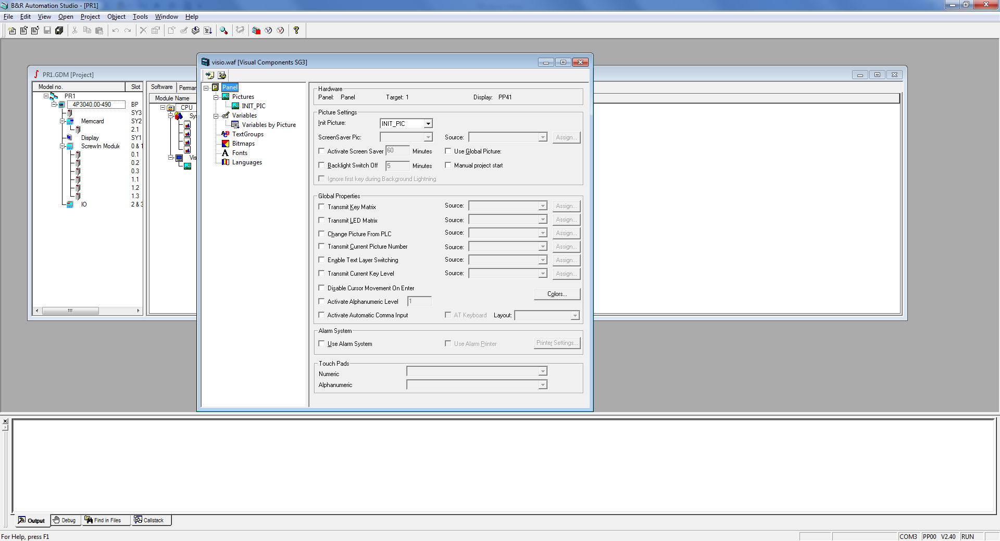 B&R Automation Studio - [PR1]
File Edit View Open Project Object Tools Window Help
visio.waf [Visual Components SG3]
PR1.GDM [Project]
Model no. Slot
PR1
4P3040.00-490 BP
SY3
Memcard SY2
2.1
Display SY1
ScrewIn Module 0 & 1
0.1
0.2
0.3
1.1
1.2
1.3
IO 2 & 3
Software Perman
Module Name
CPU
Sys
Vis
Panel
Pictures
INIT_PIC
Variables
Variables by Picture
TextGroups
Bitmaps
Fonts
Languages
Hardware
Panel: Panel Target: 1 Display: PP41
Picture Settings
Init Picture: INIT_PIC
ScreenSaver Pic: Source: Assign...
Activate Screen Saver 60 Minutes Use Global Picture:
Backlight Switch Off 5 Minutes Manual project start
Ignore first key during Background Lightning
Global Properties
Transmit Key Matrix Source: Assign...
Transmit LED Matrix Source: Assign...
Change Picture From PLC Source: Assign...
Transmit Current Picture Number Source: Assign...
Enable Text Layer Switching Source: Assign...
Transmit Current Key Level Source: Assign...
Disable Cursor Movement On Enter
Colors...
Activate Alphanumeric Level 1
Activate Automatic Comma Input AT Keyboard Layout:
Alarm System
Use Alarm System Use Alarm Printer Printer Settings...
Touch Pads
Numeric
Alphanumeric
Output Debug Find in Files Callstack
For Help, press F1 COM3 PP00 V2.40 RUN